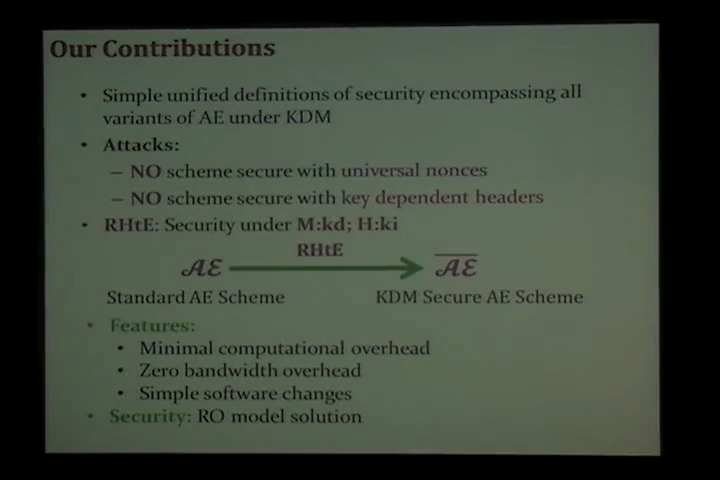 Our Contributions
• Simple unified definitions of security encompassing all
variants of AE under KDM
• Attacks:
– NO scheme secure with universal nonces
– NO scheme secure with key dependent headers
• RHtE: Security under M:kd; H:ki
RHtE
𝒜ℰ 𝒜ℰ̅
Standard AE Scheme KDM Secure AE Scheme
• Features:
• Minimal computational overhead
• Zero bandwidth overhead
• Simple software changes
• Security: RO model solution